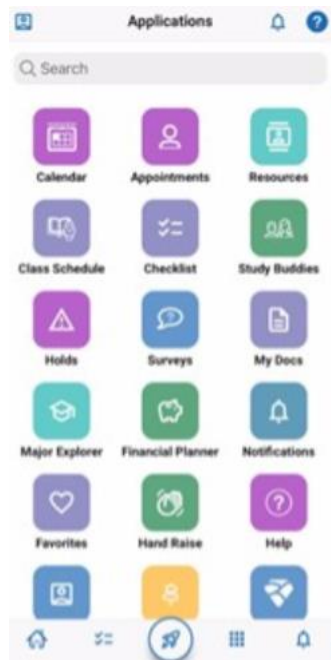 Applications
Search
Calendar Appointments Resources
Class Schedule Checklist Study Buddies
Holds Surveys My Docs
Major Explorer Financial Planner Notifications
Favorites Hand Raise Help